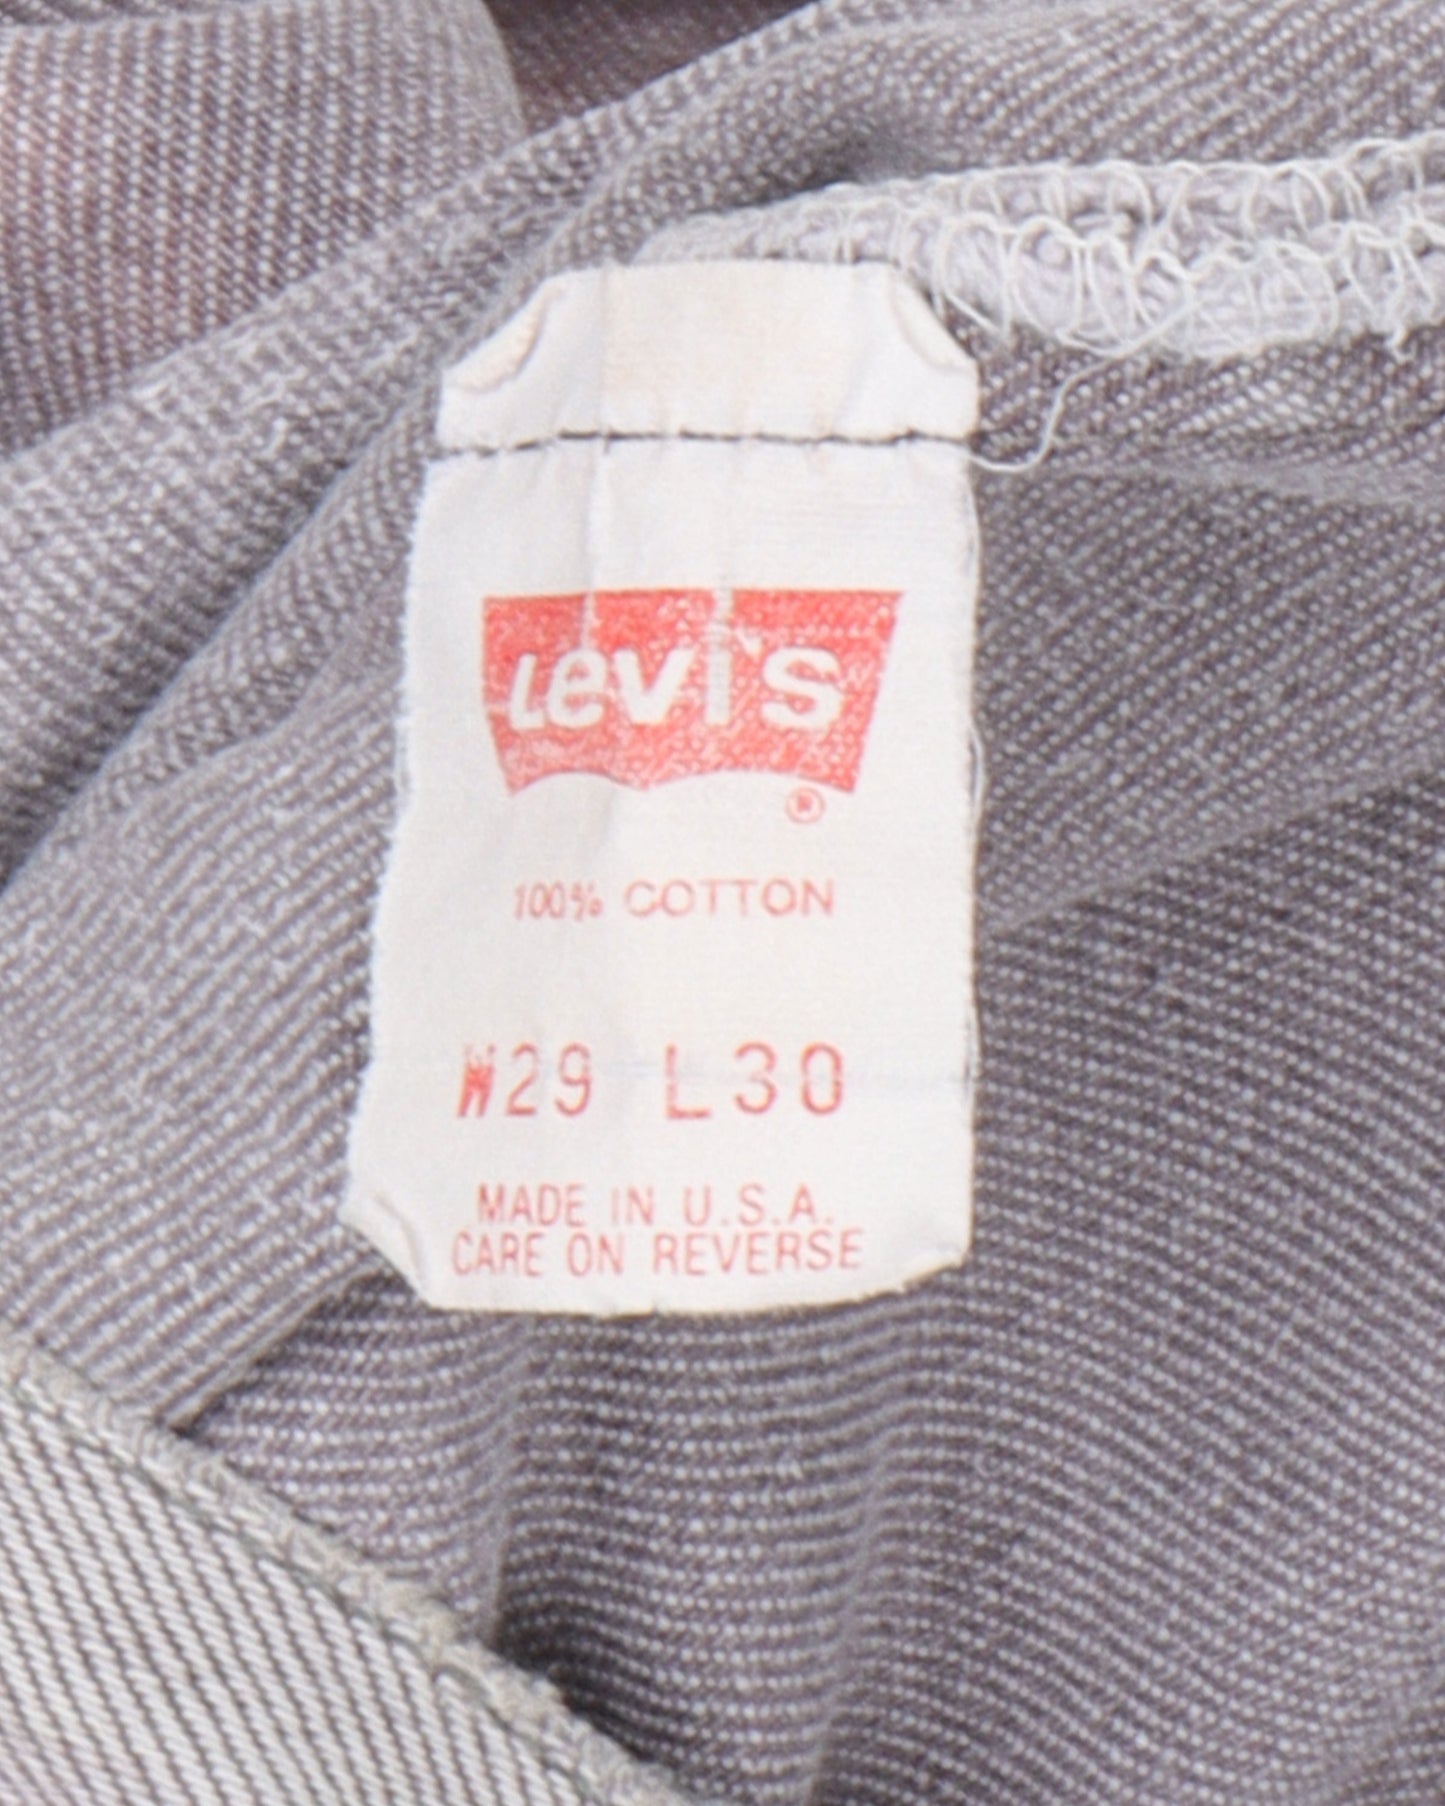 Levi's ®
100% COTTON
W29 L30
MADE IN U.S.A.
CARE ON REVERSE